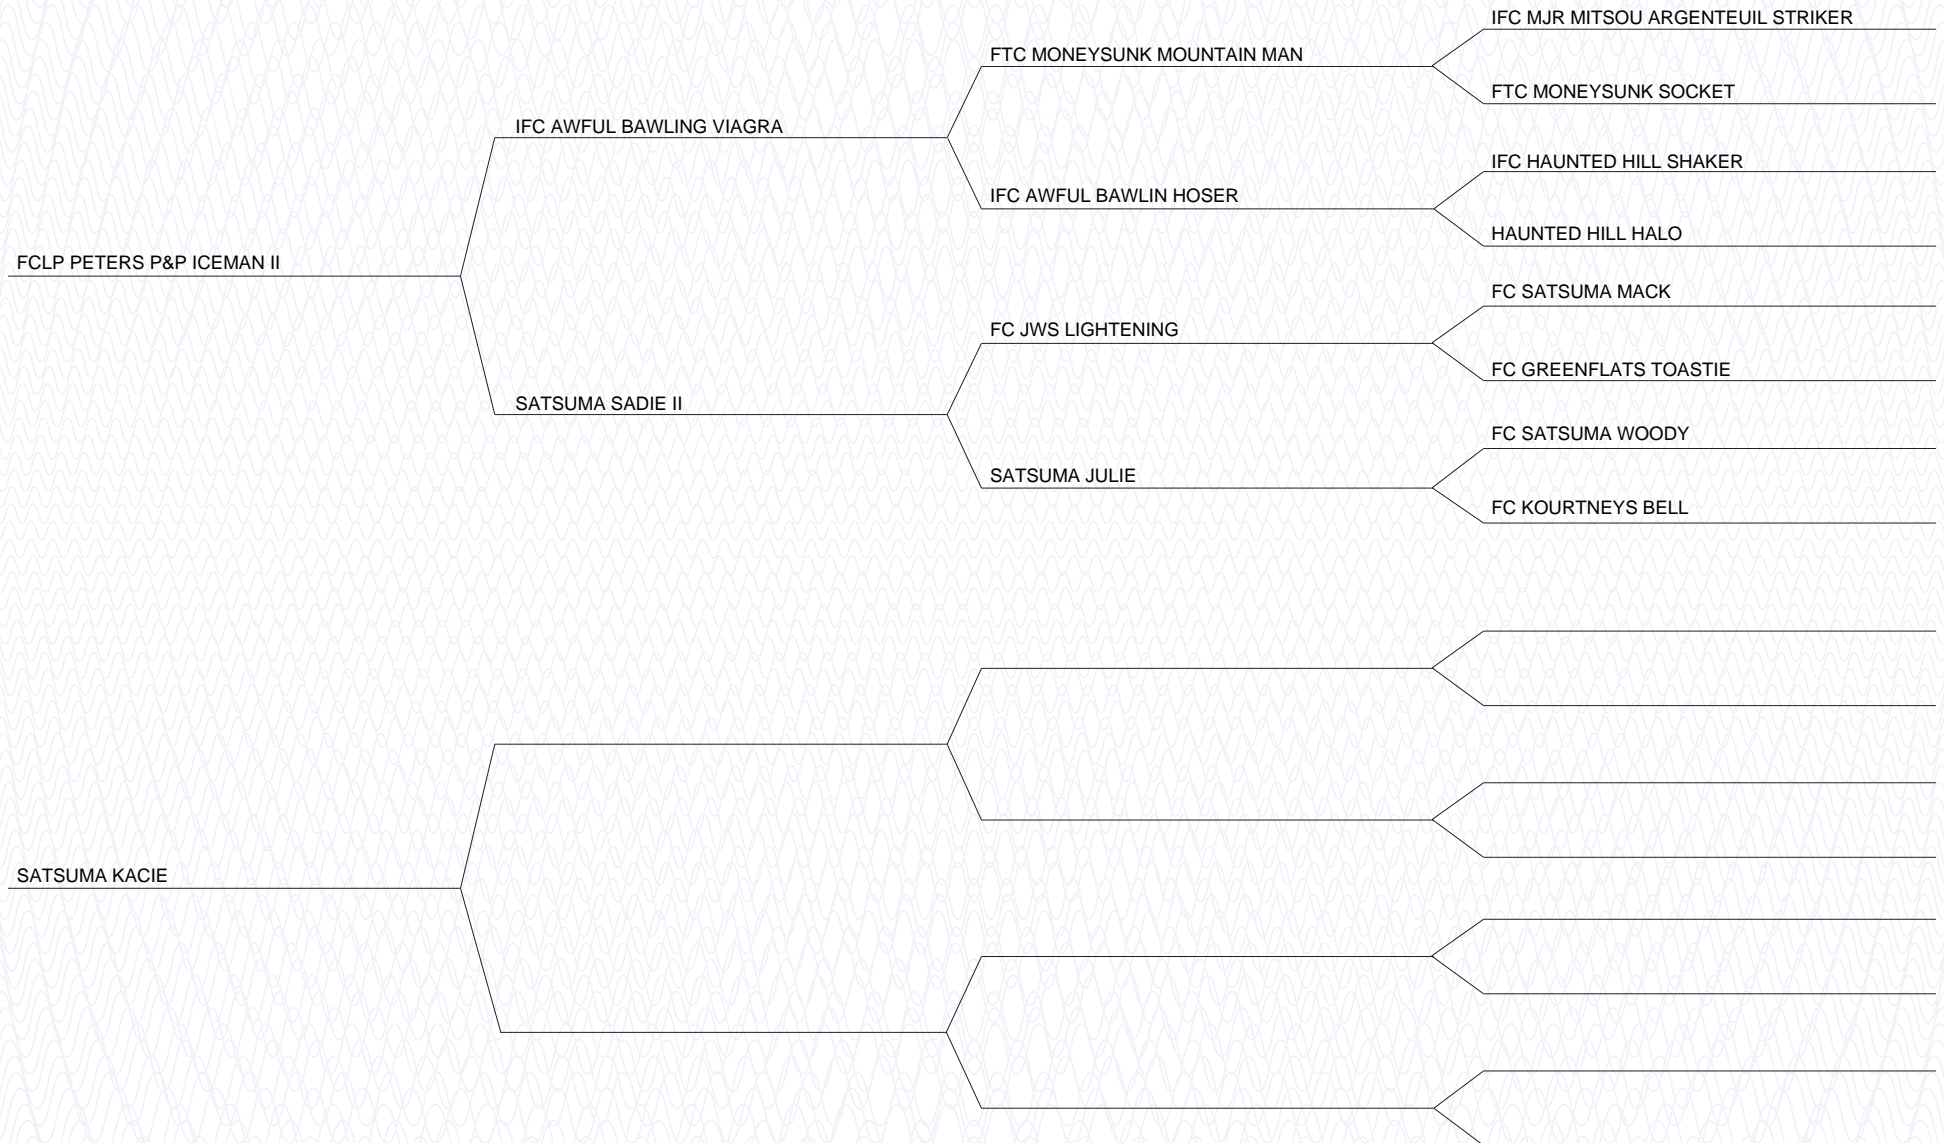 IFC MJR MITSOU ARGENTEUIL STRIKER
FTC MONEYSUNK MOUNTAIN MAN
FTC MONEYSUNK SOCKET
IFC AWFUL BAWLING VIAGRA
IFC HAUNTED HILL SHAKER
IFC AWFUL BAWLIN HOSER
HAUNTED HILL HALO
FCLP PETERS P&P ICEMAN II
FC SATSUMA MACK
FC JWS LIGHTENING
FC GREENFLATS TOASTIE
SATSUMA SADIE II
FC SATSUMA WOODY
SATSUMA JULIE
FC KOURTNEYS BELL
SATSUMA KACIE